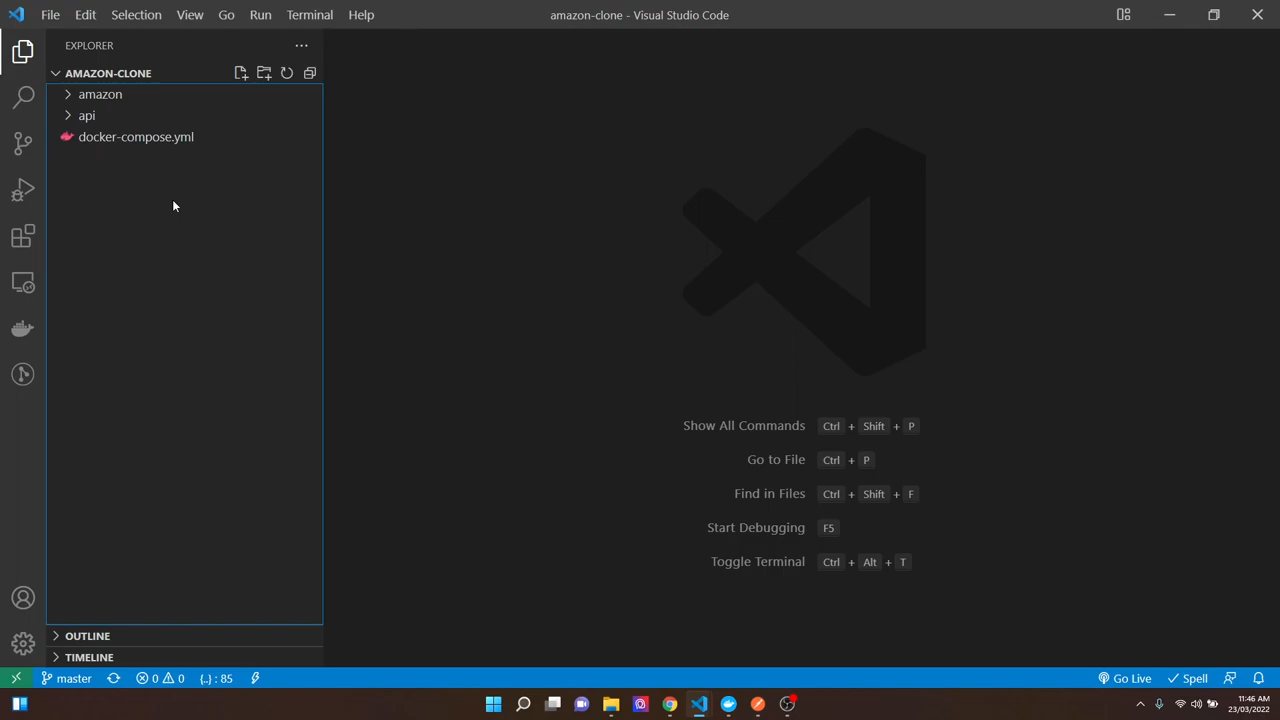 File Edit Selection View Go Run Terminal Help
amazon-clone - Visual Studio Code
EXPLORER
AMAZON-CLONE
amazon
api
docker-compose.yml
Show All Commands Ctrl + Shift + P
Go to File Ctrl + P
Find in Files Ctrl + Shift + F
Start Debugging F5
Toggle Terminal Ctrl + Alt + T
OUTLINE
TIMELINE
master 0 0 {..} : 85 Go Live Spell
11:46 AM
23/03/2022